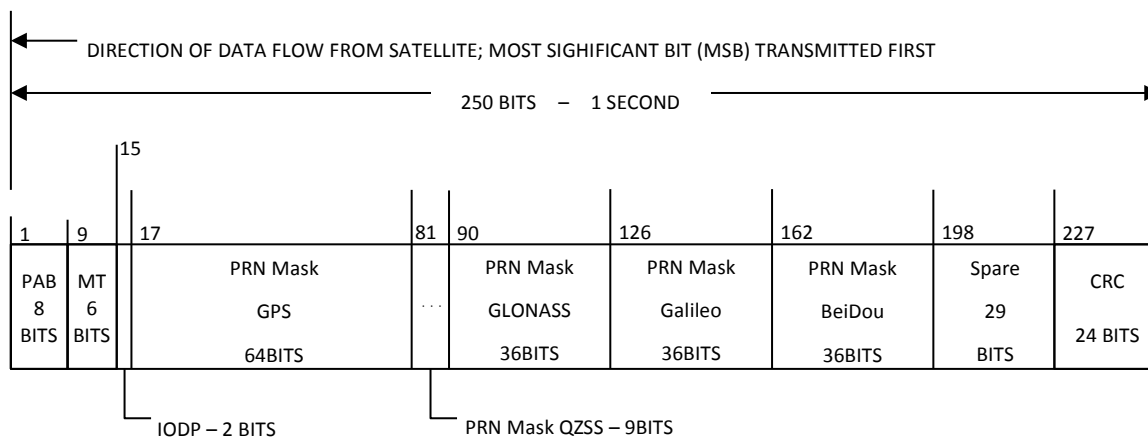 DIRECTION OF DATA FLOW FROM SATELLITE; MOST SIGHIFICANT BIT (MSB) TRANSMITTED FIRST
250 BITS – 1 SECOND
15
1 9 17 81 90 126 162 198 227
PAB
8
BITS
MT
6
BITS
PRN Mask
GPS
64BITS
...
PRN Mask
GLONASS
36BITS
PRN Mask
Galileo
36BITS
PRN Mask
BeiDou
36BITS
Spare
29
BITS
CRC
24 BITS
IODP – 2 BITS
PRN Mask QZSS – 9BITS